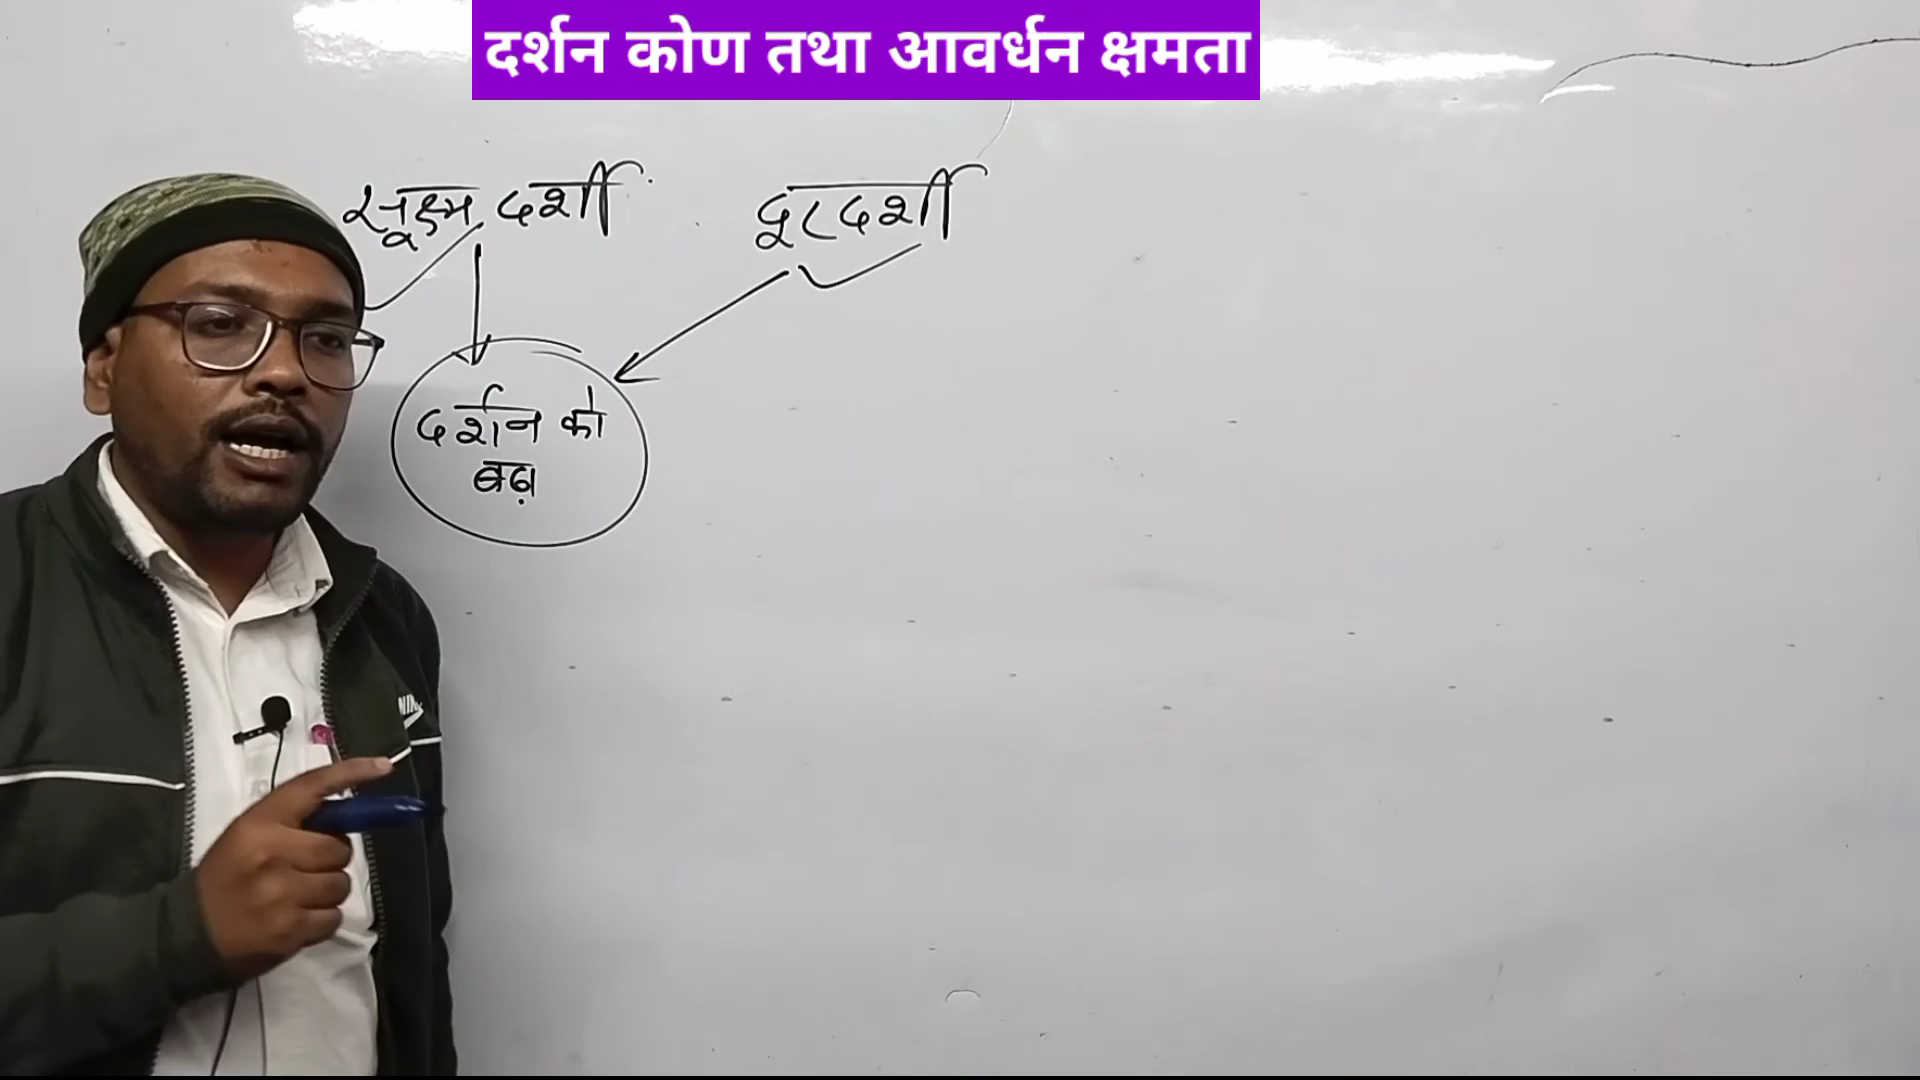 दर्शन कोण तथा आवर्धन क्षमता
सूक्ष्म दर्शी दूरदर्शी
दर्शन को
बढ़